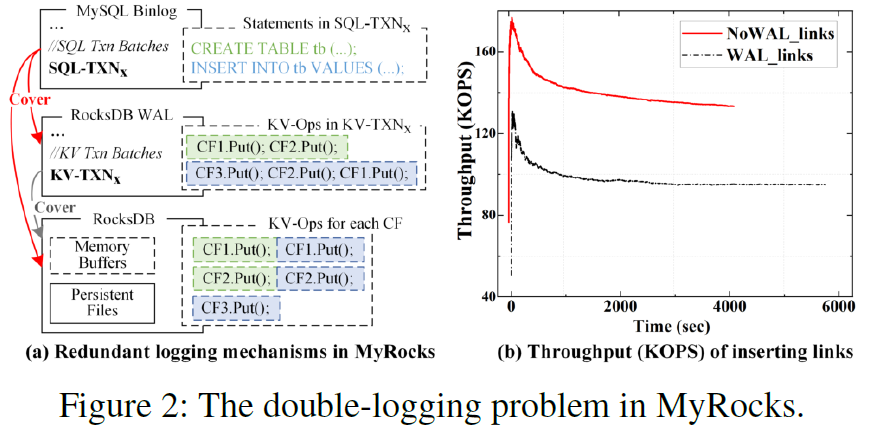 MySQL Binlog
...
//SQL Txn Batches
SQL-TXNx
Statements in SQL-TXNx
CREATE TABLE tb (...);
INSERT INTO tb VALUES (...);
Cover
RocksDB WAL
...
//KV Txn Batches
KV-TXNx
KV-Ops in KV-TXNx
CF1.Put(); CF2.Put();
CF3.Put(); CF2.Put(); CF1.Put();
Cover
RocksDB
Memory
Buffers
Persistent
Files
KV-Ops for each CF
CF1.Put(); CF1.Put();
CF2.Put(); CF2.Put();
CF3.Put();
(a) Redundant logging mechanisms in MyRocks
Throughput (KOPS)
160
120
80
40
NoWAL_links
WAL_links
0 2000 4000 6000
Time (sec)
(b) Throughput (KOPS) of inserting links
Figure 2: The double-logging problem in MyRocks.